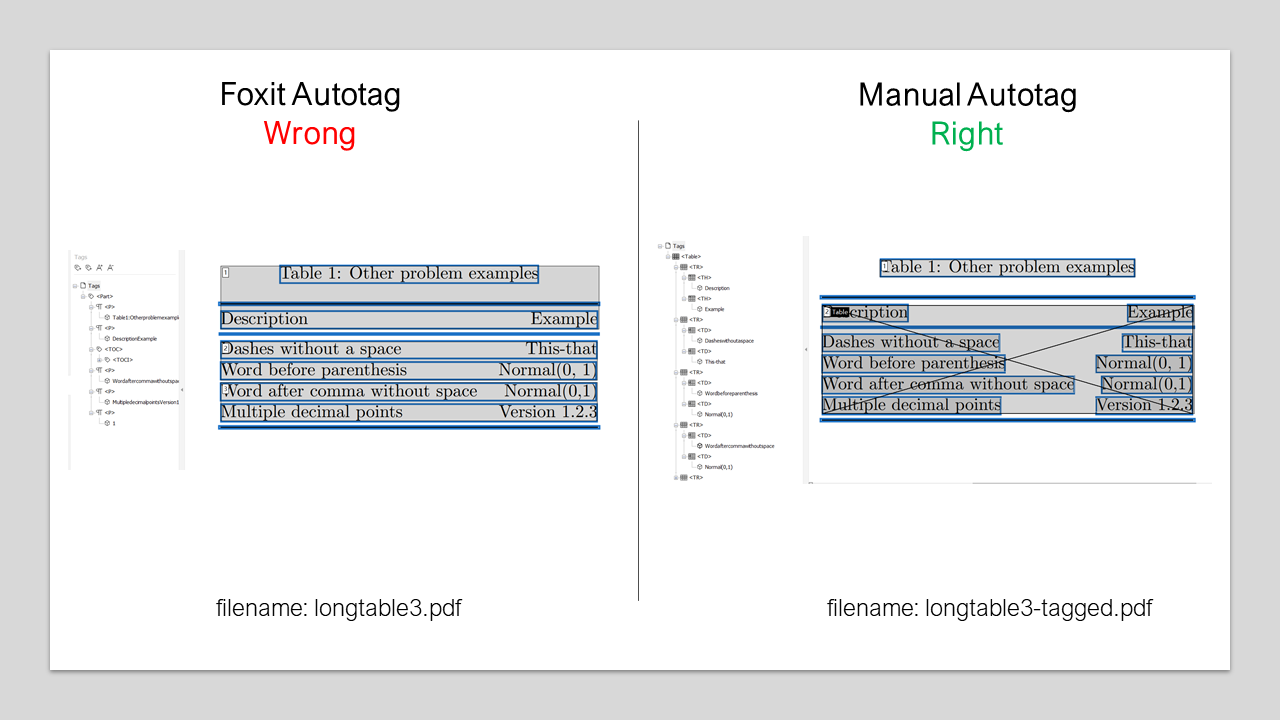 Foxit Autotag
Wrong
Tags
Tags
<Part>
<P>
Table1:Otherproblemexampl
<P>
DescriptionExample
<TOC>
<TOCI>
<P>
Wordaftercommawithoutspa
<P>
MultipledecimalpointsVersion1
<P>
1
1
Table 1: Other problem examples
Description Example
2
Dashes without a space This-that
Word before parenthesis Normal(0, 1)
Word after comma without space Normal(0,1)
Multiple decimal points Version 1.2.3
filename: longtable3.pdf
Manual Autotag
Right
Tags
<Table>
<TR>
<TH>
Description
<TH>
Example
<TR>
<TD>
Dasheswithoutaspace
<TD>
This-that
<TR>
<TD>
Wordbeforeparenthesis
<TD>
Normal(0,1)
<TR>
<TD>
Wordaftercommawithoutspace
<TD>
Normal(0,1)
<TR>
1
Table 1: Other problem examples
2 Table cription Example
Dashes without a space This-that
Word before parenthesis Normal(0, 1)
Word after comma without space Normal(0,1)
Multiple decimal points Version 1.2.3
filename: longtable3-tagged.pdf